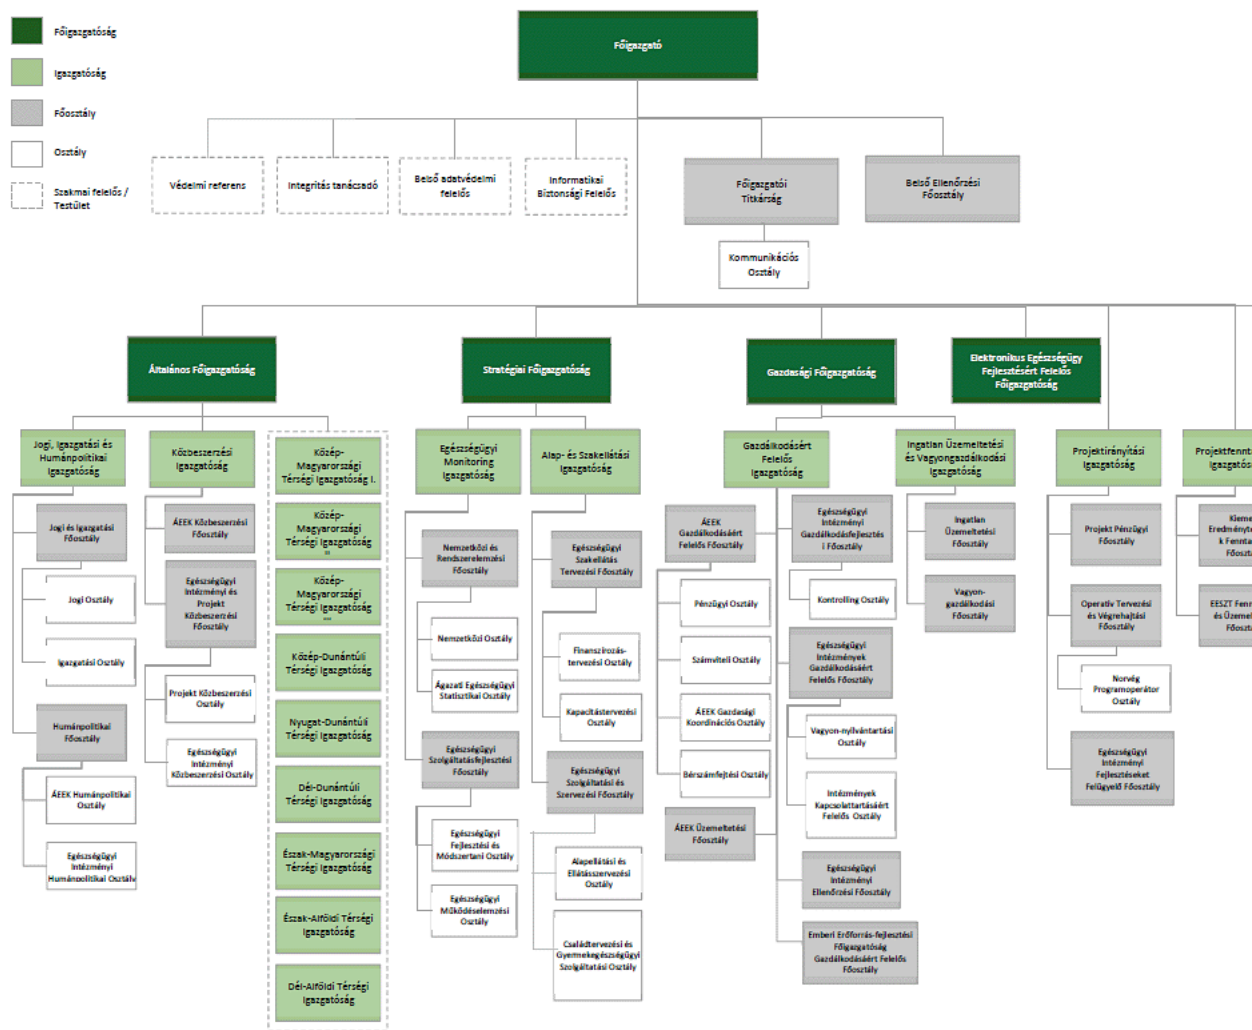 Főigazgatóság
Igazgatóság
Főosztály
Osztály
Szakmai felelős /
Testület
Főigazgató
Védelmi referens
Integritás tanácsadó
Belső adatvédelmi
felelős
Informatikai
Biztonsági Felelős
Főigazgatói
Titkárság
Belső Ellenőrzési
Főosztály
Kommunikációs
Osztály
Általános Főigazgatóság
Stratégiai Főigazgatóság
Gazdasági Főigazgatóság
Elektronikus Egészségügy
Fejlesztésért Felelős
Főigazgatóság
Jogi, Igazgatási és
Humánpolitikai
Igazgatóság
Jogi és Igazgatási
Főosztály
Jogi Osztály
Igazgatási Osztály
Humánpolitikai
Főosztály
ÁEEK Humánpolitikai
Osztály
Egészségügyi
Intézményi
Humánpolitikai Osztály
Közbeszerzési
Igazgatóság
ÁEEK Közbeszerzési
Főosztály
Egészségügyi
Intézményi és
Projekt
Közbeszerzési
Főosztály
Projekt Közbeszerzési
Osztály
Egészségügyi
Intézményi
Közbeszerzési Osztály
Közép-
Magyarországi
Térségi Igazgatóság I.
Közép-
Magyarországi
Térségi Igazgatóság
Közép-
Magyarországi
Térségi Igazgatóság
Közép-Dunántúli
Térségi Igazgatóság
Nyugat-Dunántúli
Térségi Igazgatóság
Dél-Dunántúli
Térségi Igazgatóság
Észak-Magyarországi
Térségi Igazgatóság
Észak-Alföldi Térségi
Igazgatóság
Dél-Alföldi Térségi
Igazgatóság
Egészségügyi
Monitoring
Igazgatóság
Nemzetközi és
Rendszerelemzési
Főosztály
Nemzetközi Osztály
Ágazati Egészségügyi
Statisztikai Osztály
Egészségügyi
Szolgáltatásfejlesztési
Főosztály
Egészségügyi
Fejlesztési és
Módszertani Osztály
Egészségügyi
Működéselemzési
Osztály
Alap- és Szakellátási
Igazgatóság
Egészségügyi
Szakellátás
Tervezési Főosztály
Finanszírozás-
tervezési Osztály
Kapacitástervezési
Osztály
Egészségügyi
Szolgáltatási és
Szervezési Főosztály
Alapellátási és
Ellátásszervezési
Osztály
Családtervezési és
Gyermekegészségügyi
Szolgáltatási Osztály
Gazdálkodásért
Felelős
Igazgatóság
ÁEEK
Gazdálkodásáért
Felelős Főosztály
Pénzügyi Osztály
Számviteli Osztály
ÁEEK Gazdasági
Koordinációs Osztály
Bérszámfejtési Osztály
ÁEEK Üzemeltetési
Főosztály
Egészségügyi
Intézményi
Gazdálkodásfejlesztés
i Főosztály
Kontrolling Osztály
Egészségügyi
Intézmények
Gazdálkodásáért
Felelős Főosztály
Vagyon-nyilvántartási
Osztály
Intézmények
Kapcsolattartásáért
Felelős Osztály
Egészségügyi
Intézményi
Ellenőrzési Főosztály
Emberi Erőforrás-fejlesztési
Főigazgatóság
Gazdálkodásáért Felelős
Főosztály
Ingatlan Üzemeltetési
és Vagyongazdálkodási
Igazgatóság
Ingatlan
Üzemeltetési
Főosztály
Vagyon-
gazdálkodási
Főosztály
Projektirányítási
Igazgatóság
Projekt Pénzügyi
Főosztály
Operatív Tervezési
és Végrehajtási
Főosztály
Norvég
Programoperátor
Osztály
Egészségügyi
Intézményi
Fejlesztéseket
Felügyelő Főosztály
Projektfennta
Igazgatós
Kieme
Eredményte
k Fennta
Főosztá
EESZT Fenn
és Üzeme
Főoszt